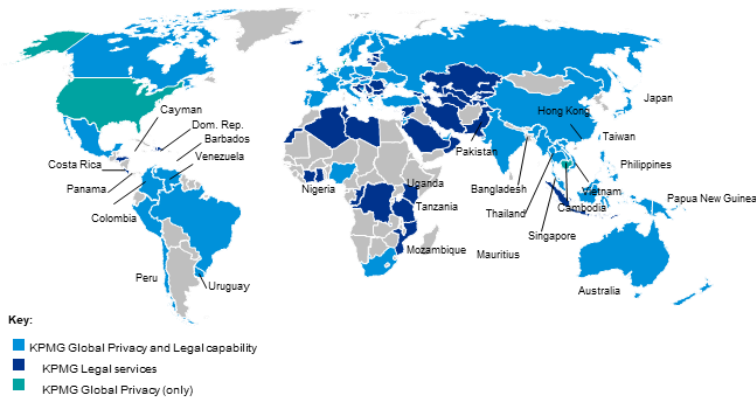 Cayman
Dom. Rep.
Barbados
Costa Rica
Venezuela
Panama
Colombia
Peru
Uruguay
Nigeria
Uganda
Tanzania
Mozambique
Mauritius
Pakistan
Bangladesh
Hong Kong
Japan
Taiwan
Philippines
Vietnam
Thailand
Cambodia
Singapore
Papua New Guinea
Australia
Key:
KPMG Global Privacy and Legal capability
KPMG Legal services
KPMG Global Privacy (only)